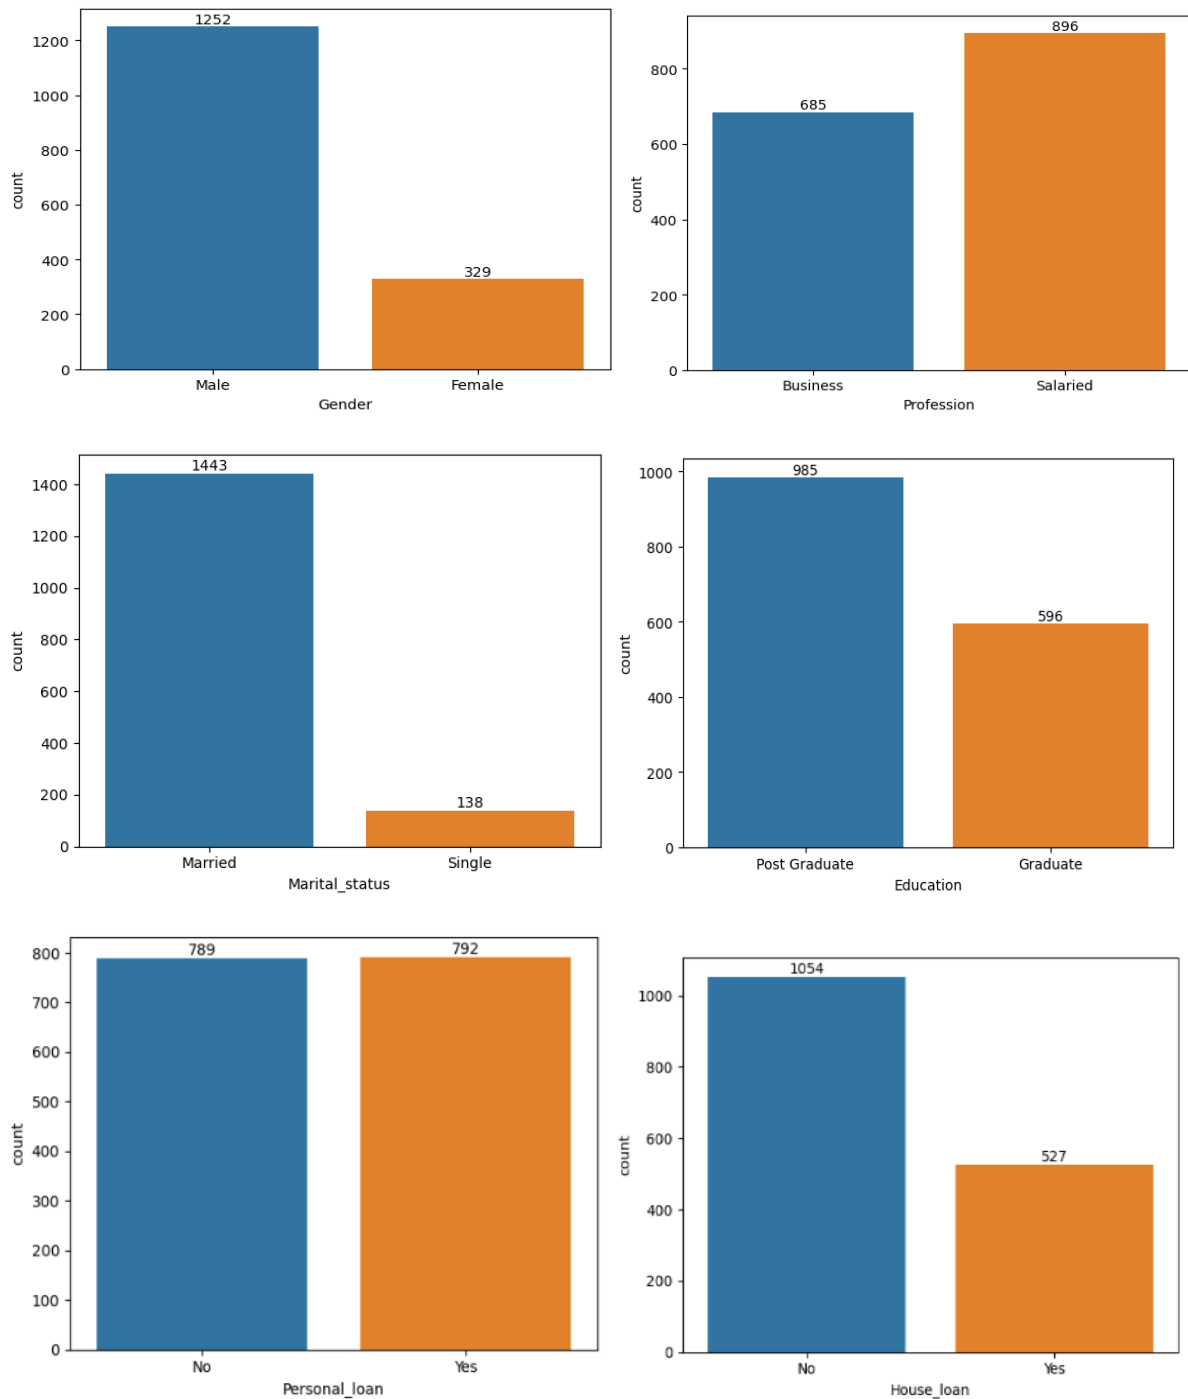 1252
1200
1000
800
600
400
200
0
count
329
Male
Female
Gender
896
800
685
600
400
200
0
count
Business
Salaried
Profession
1443
1400
1200
1000
800
600
400
200
0
count
138
Married
Single
Marital_status
985
1000
800
600
400
200
0
count
596
Post Graduate
Graduate
Education
789
792
800
700
600
500
400
300
200
100
0
count
No
Yes
Personal_loan
1054
1000
800
600
400
200
0
count
527
No
Yes
House_loan